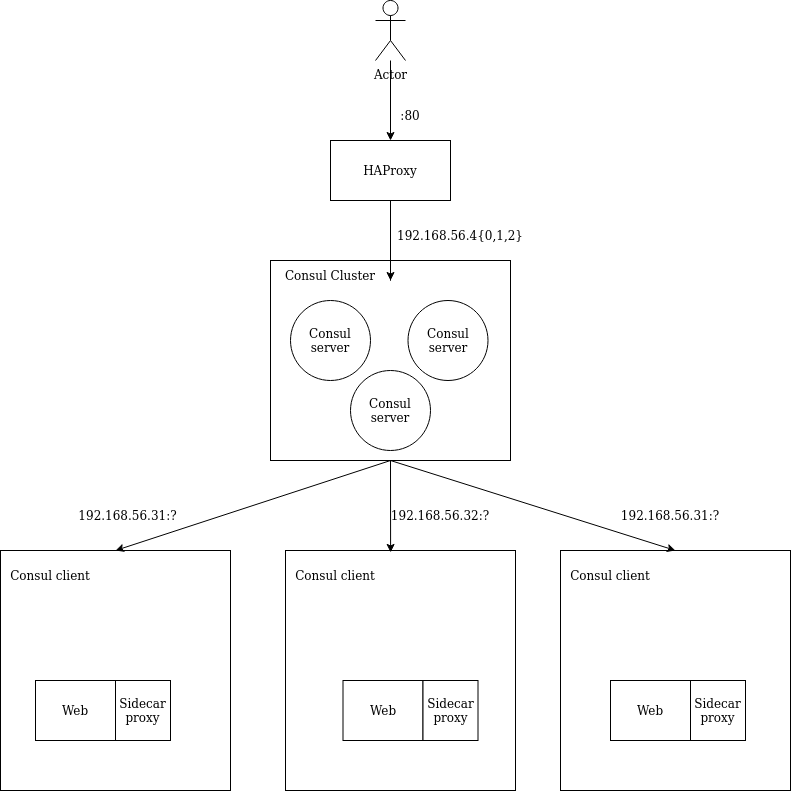 Actor
:80
HAProxy
192.168.56.4{0,1,2}
Consul Cluster
Consul
server
Consul
server
Consul
server
192.168.56.31:?
192.168.56.32:?
192.168.56.31:?
Consul client
Consul client
Consul client
Web
Sidecar
proxy
Web
Sidecar
proxy
Web
Sidecar
proxy